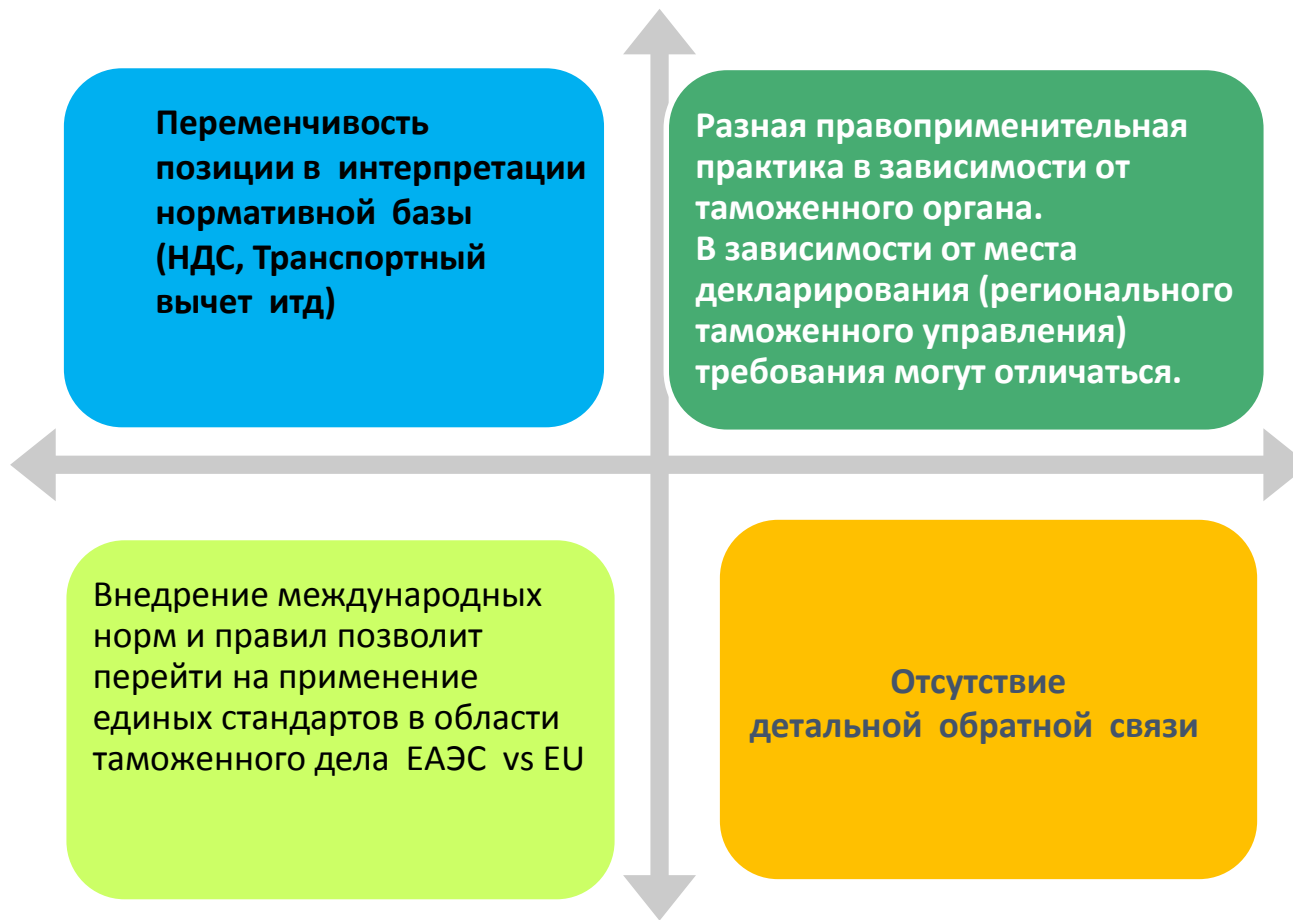 Переменчивость
позиции в интерпретации
нормативной базы
(НДС, Транспортный
вычет итд)
Разная правоприменительная
практика в зависимости от
таможенного органа.
В зависимости от места
декларирования (регионального
таможенного управления)
требования могут отличаться.
Внедрение международных
норм и правил позволит
перейти на применение
единых стандартов в области
таможенного дела ЕАЭС vs EU
Отсутствие
детальной обратной связи